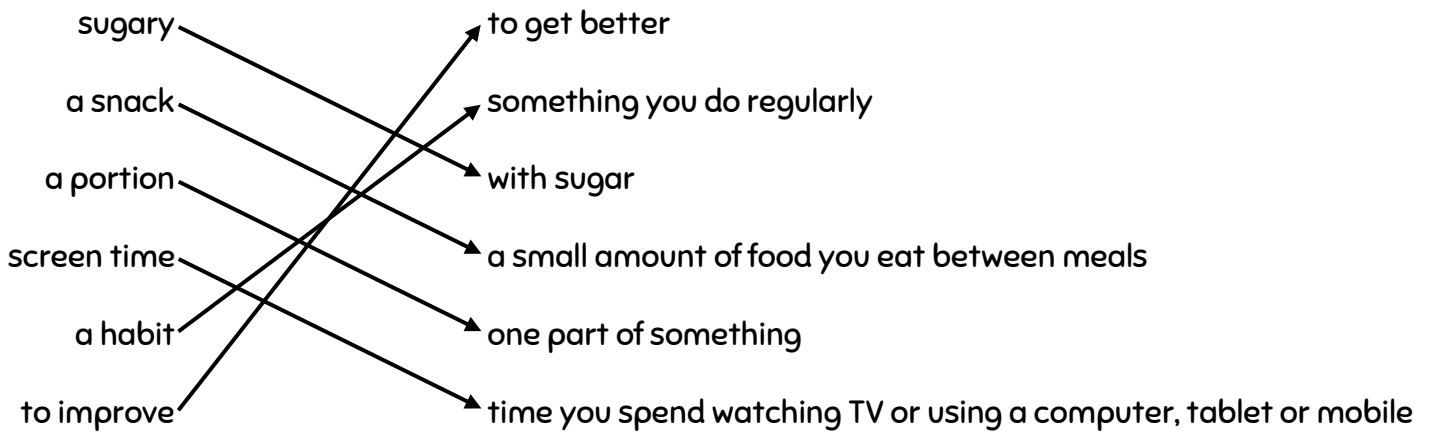 sugary to get better
a snack something you do regularly
a portion with sugar
screen time a small amount of food you eat between meals
a habit one part of something
to improve time you spend watching TV or using a computer, tablet or mobile